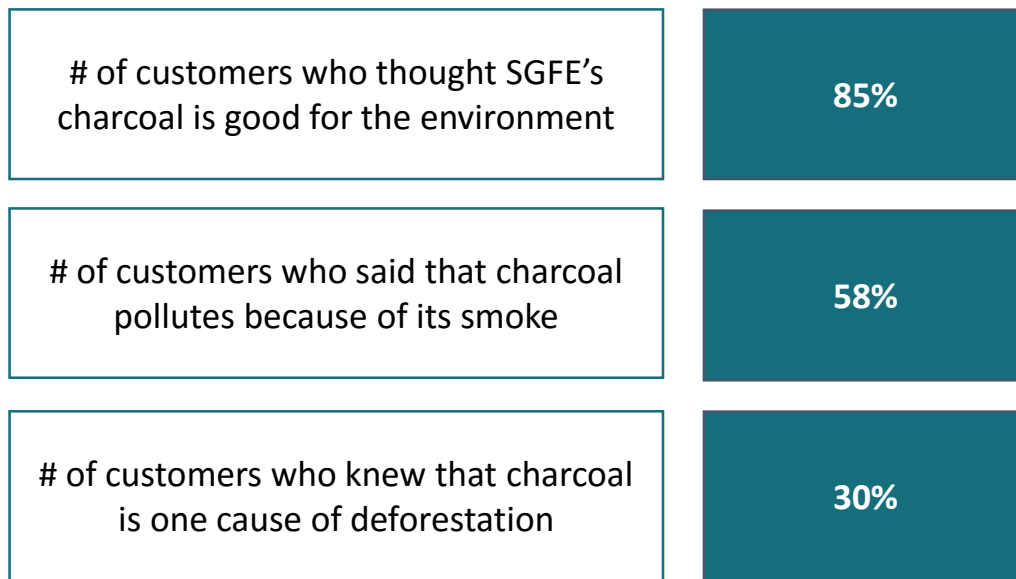 # of customers who thought SGFE’s
charcoal is good for the environment
85%
# of customers who said that charcoal
pollutes because of its smoke
58%
# of customers who knew that charcoal
is one cause of deforestation
30%